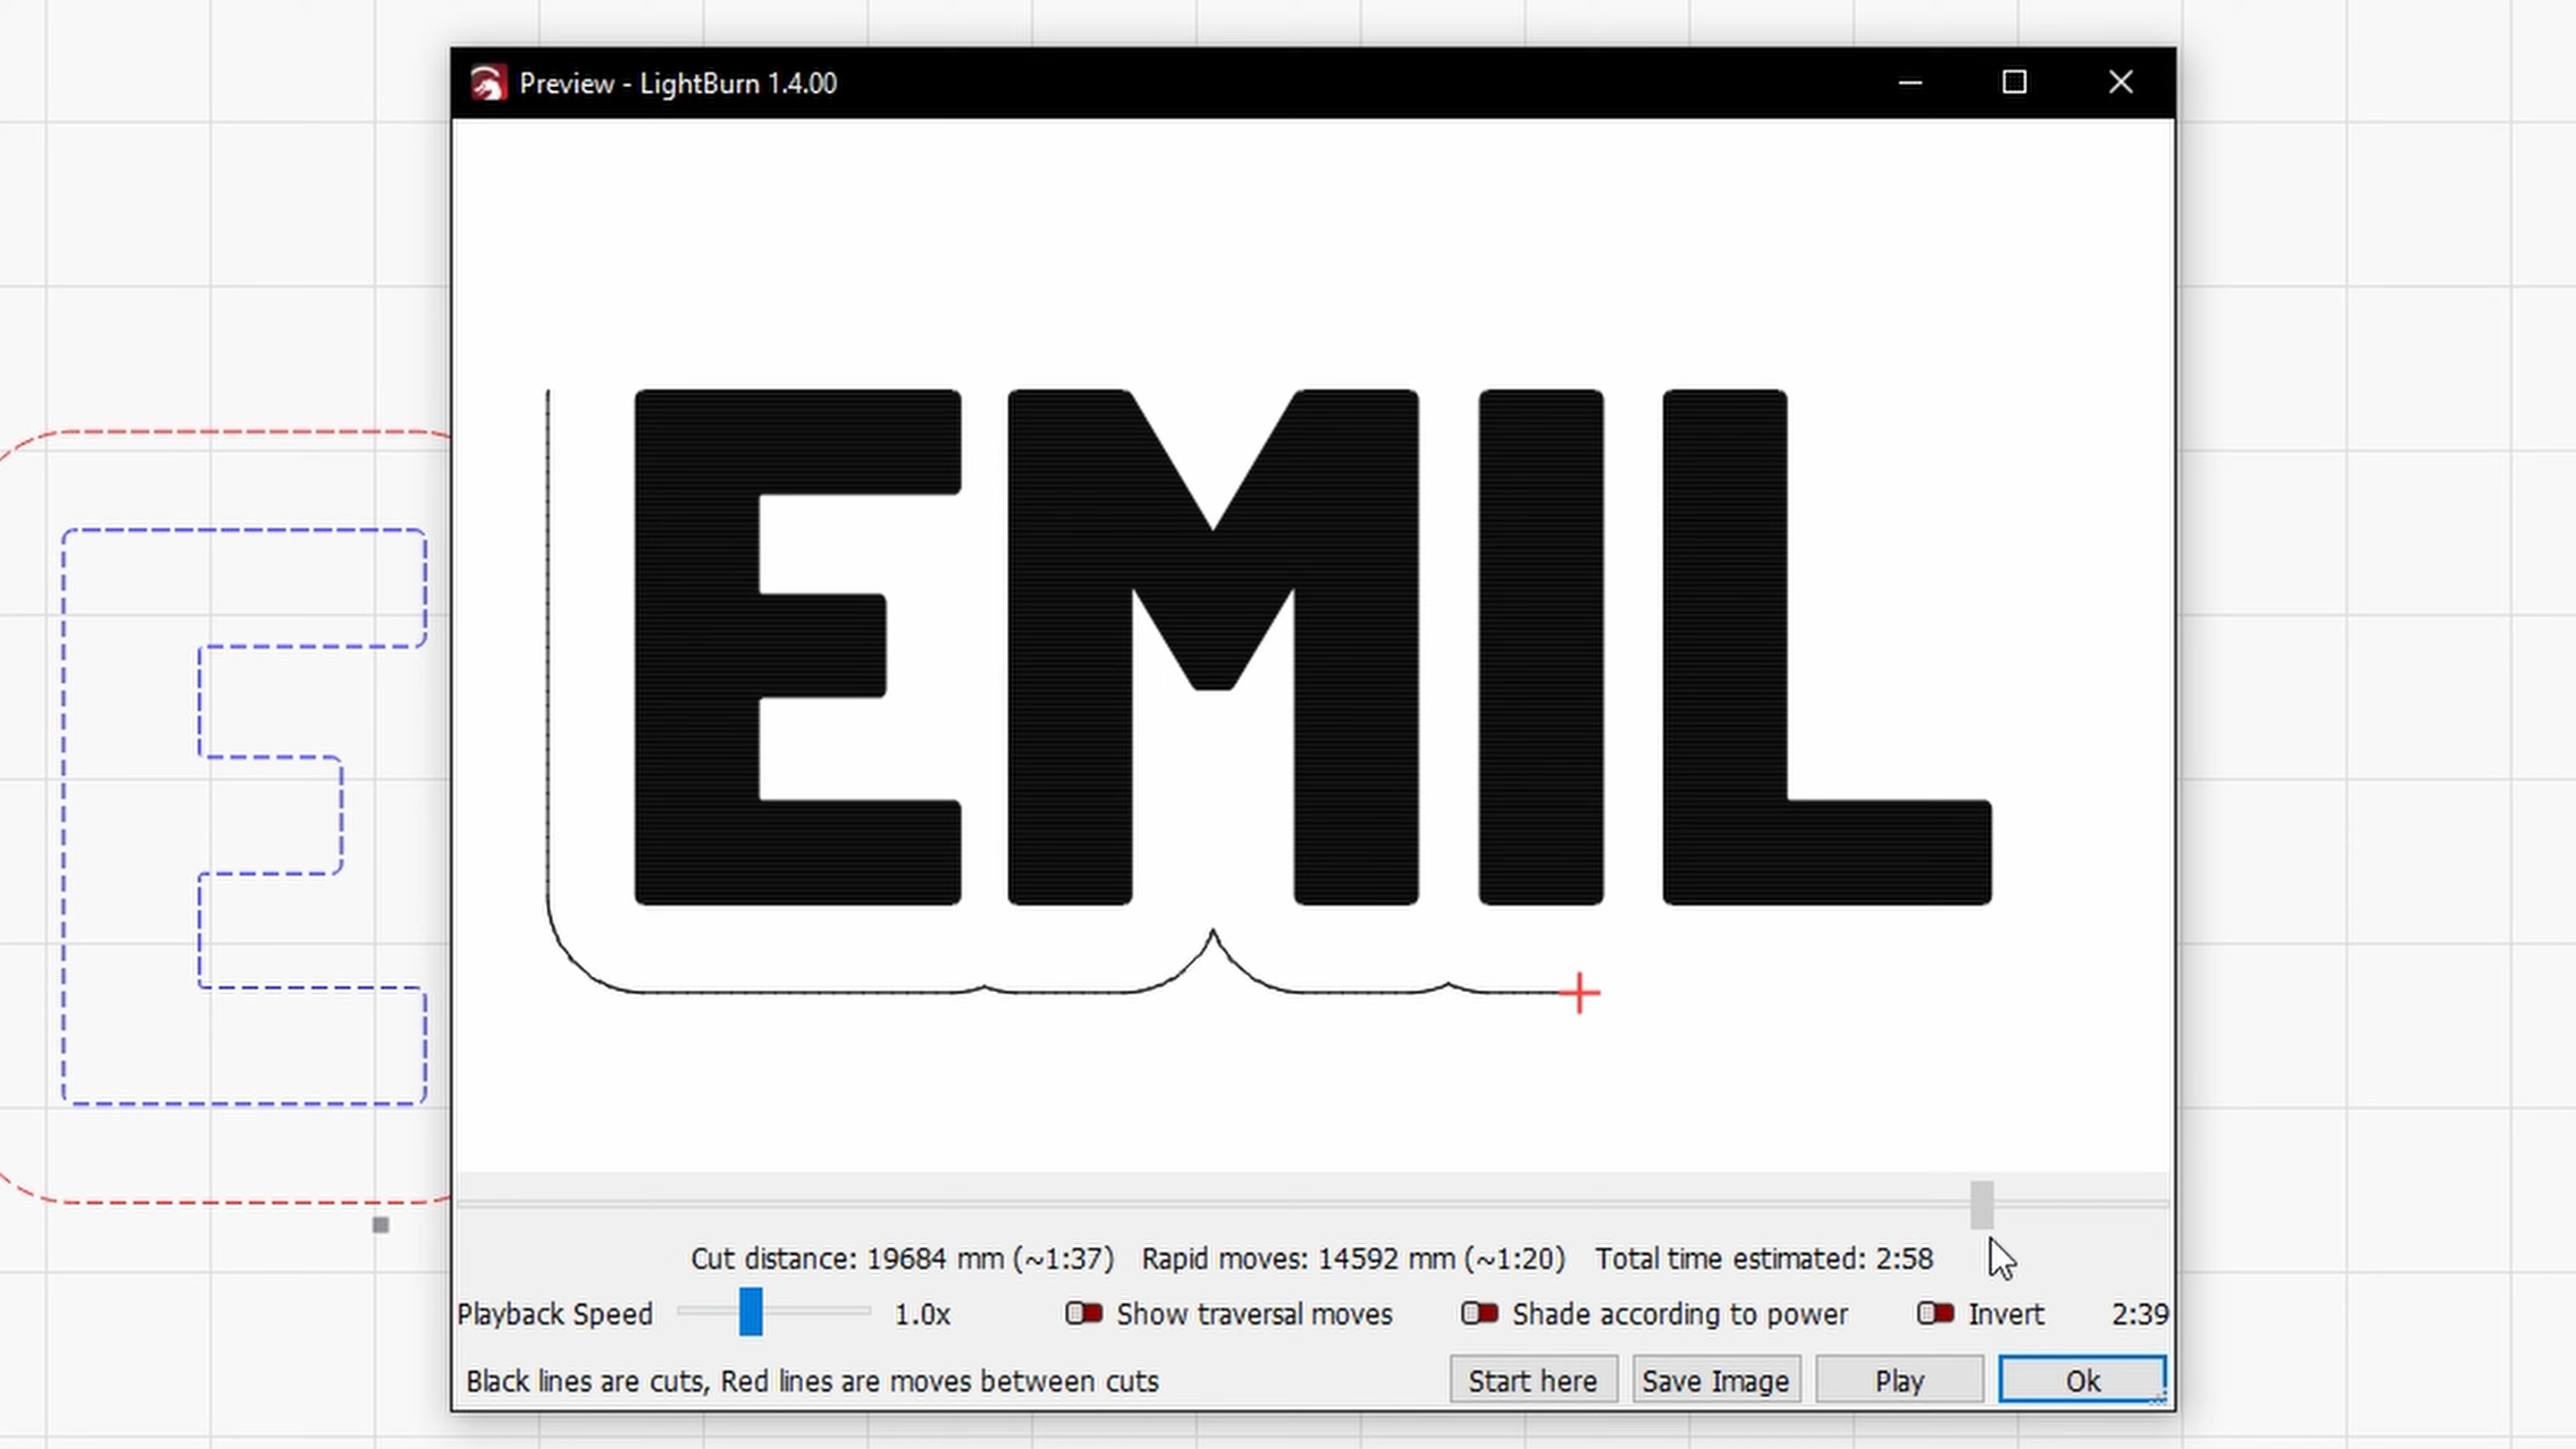 Preview - LightBurn 1.4.00
EMIL
Cut distance: 19684 mm (~1:37) Rapid moves: 14592 mm (~1:20) Total time estimated: 2:58
Playback Speed 1.0x Show traversal moves Shade according to power Invert 2:39
Black lines are cuts, Red lines are moves between cuts Start here Save Image Play Ok